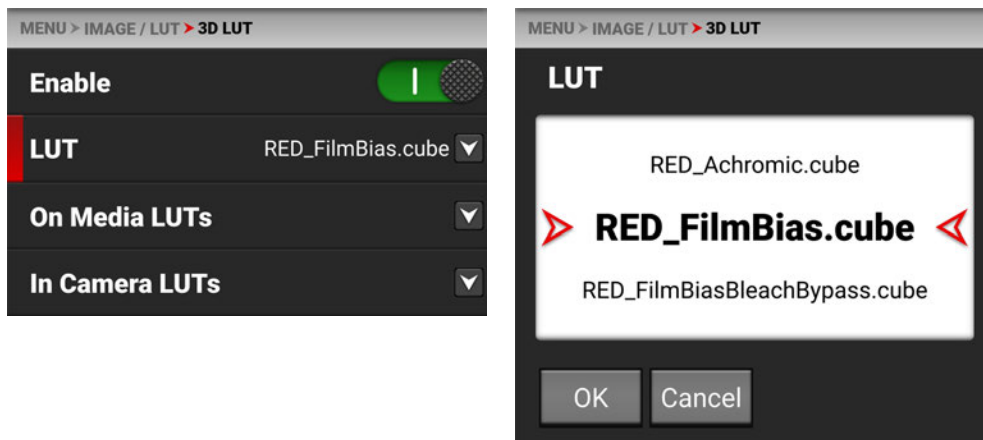 MENU > IMAGE / LUT > 3D LUT
Enable
LUT RED_FilmBias.cube
On Media LUTs
In Camera LUTs
MENU > IMAGE / LUT > 3D LUT
LUT
RED_Achromic.cube
RED_FilmBias.cube
RED_FilmBiasBleachBypass.cube
OK Cancel